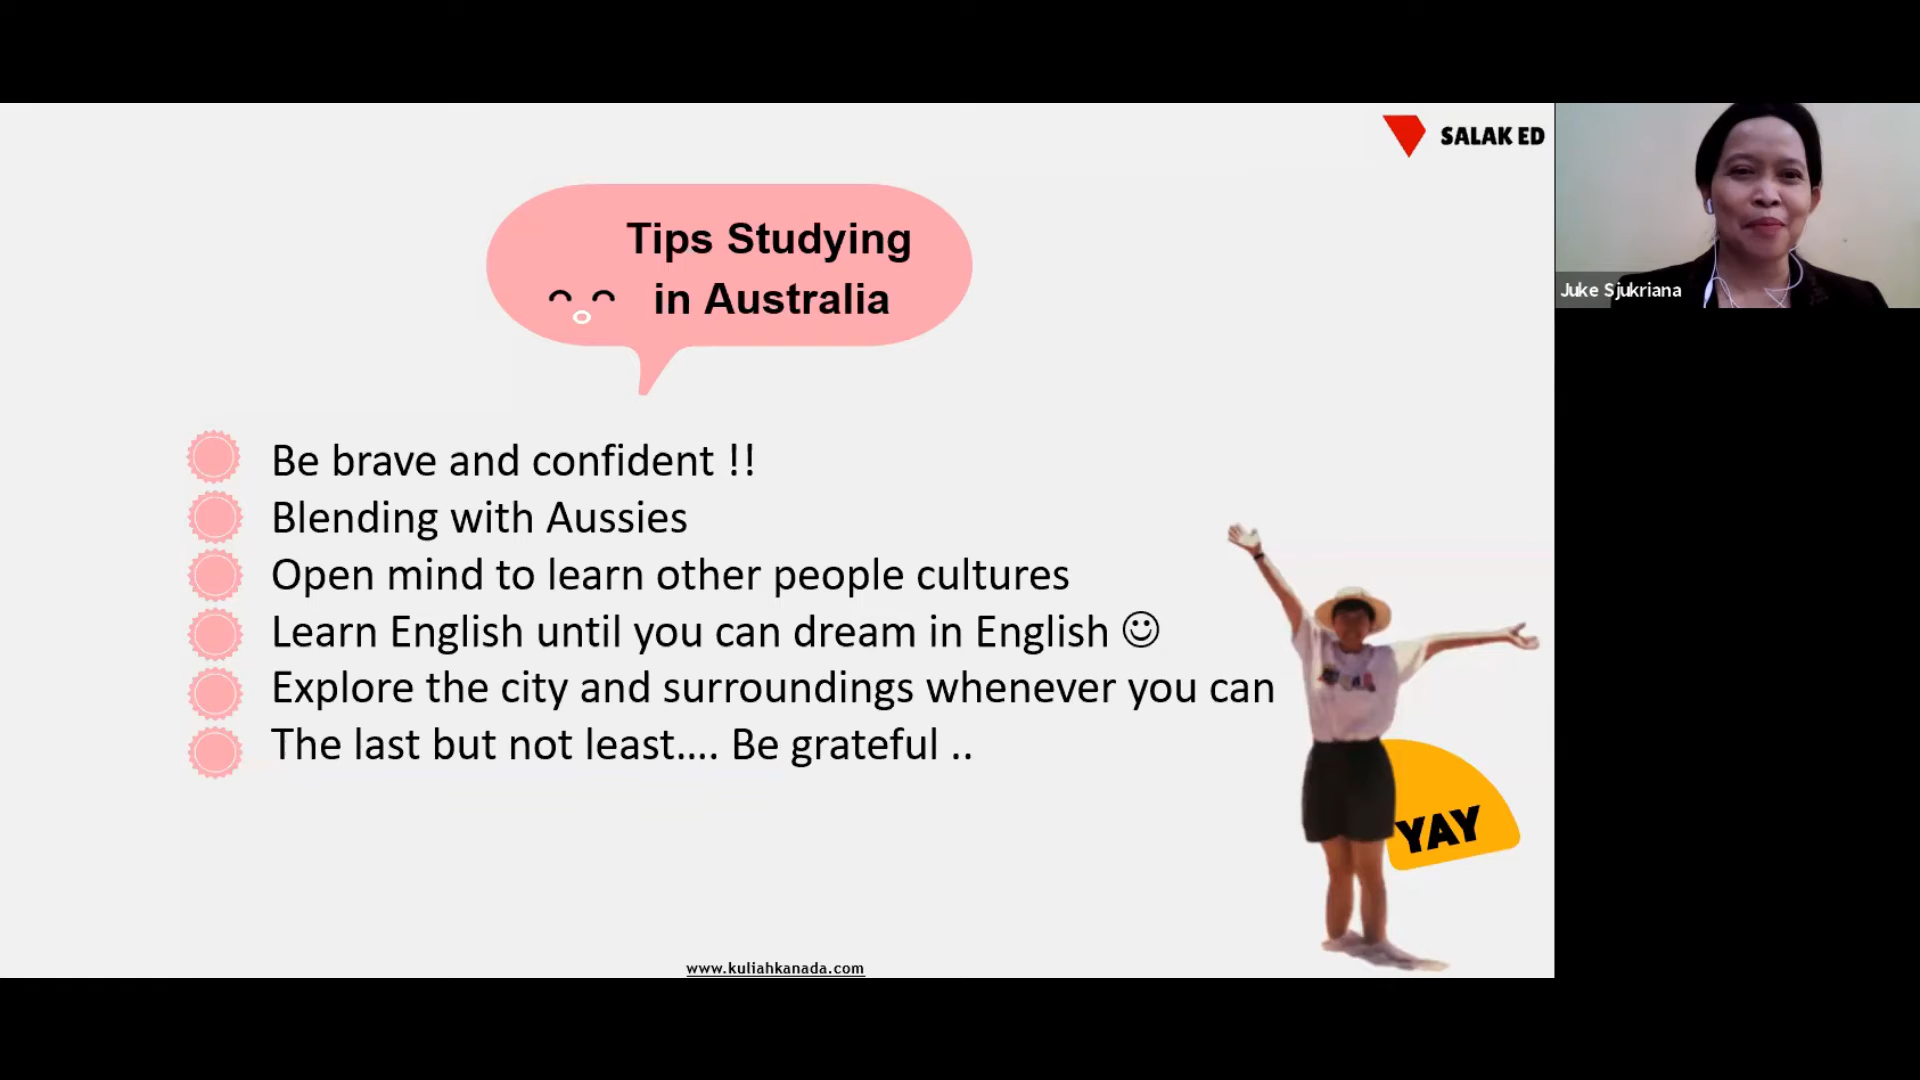 SALAK ED
Tips Studying
in Australia
Juke Sjukriana
Be brave and confident !!
Blending with Aussies
Open mind to learn other people cultures
Learn English until you can dream in English ☺
Explore the city and surroundings whenever you can
The last but not least.... Be grateful ..
YAY
www.kuliahkanada.com